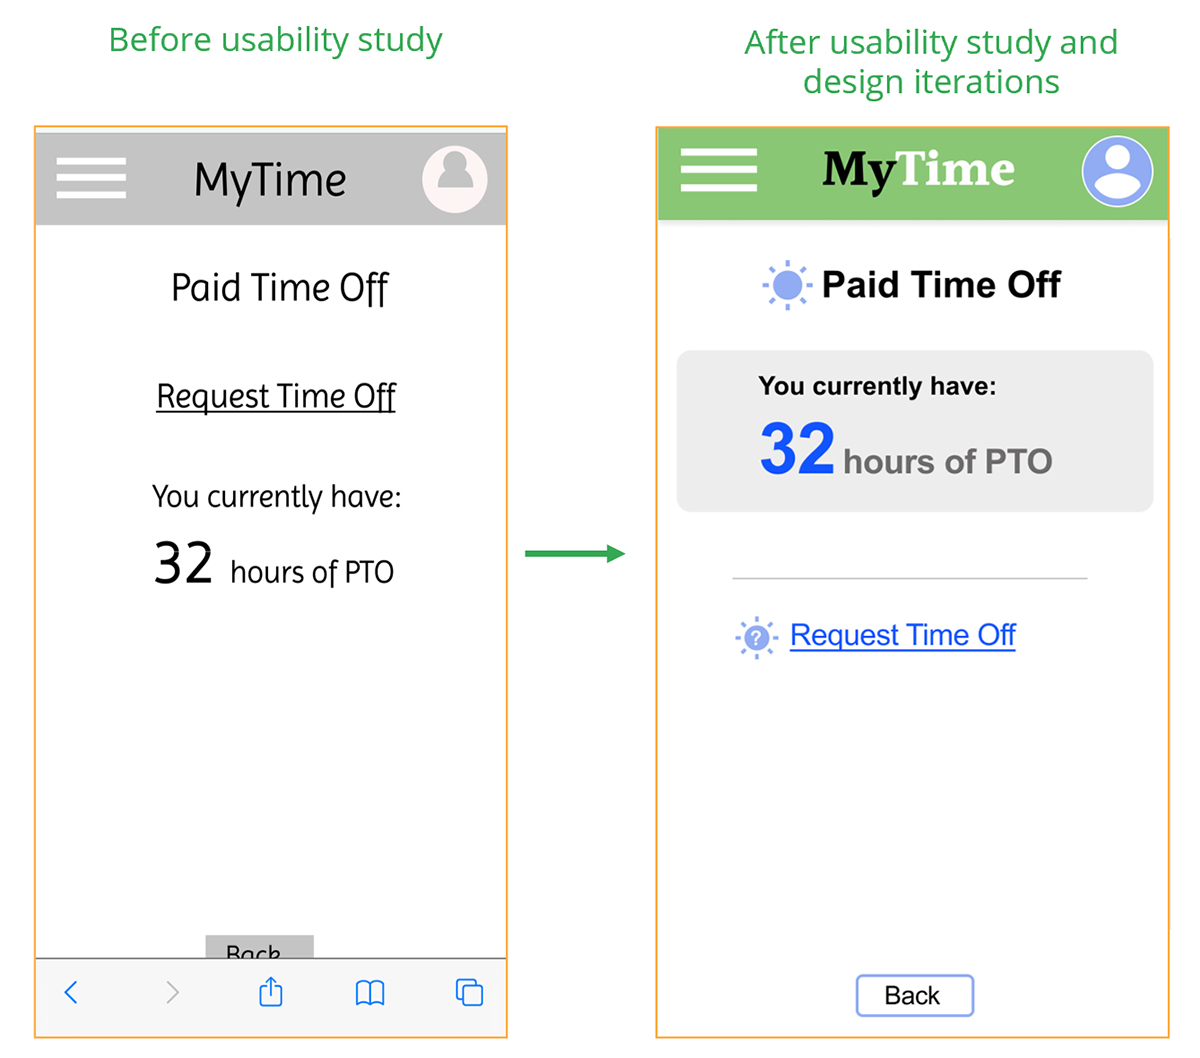 Before usability study
After usability study and
design iterations
MyTime
Paid Time Off
Request Time Off
You currently have:
32 hours of PTO
Back
MyTime
Paid Time Off
You currently have:
32 hours of PTO
?
Request Time Off
Back